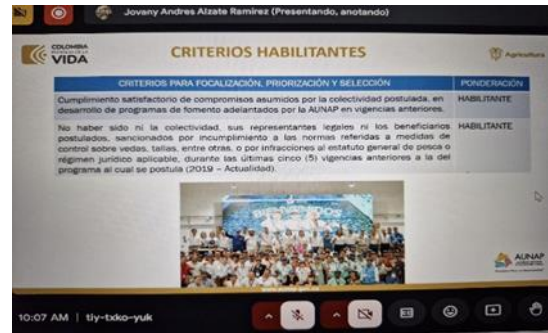 Jovany Andres Alzate Ramirez (Presentando, anotando)
COLOMBIA
POTENCIA DE LA
VIDA
CRITERIOS HABILITANTES
Agricultura
CRITERIOS PARA FOCALIZACIÓN, PRIORIZACIÓN Y SELECCIÓN
PONDERACIÓN
Cumplimiento satisfactorio de compromisos asumidos por la colectividad postulada, en
desarrollo de programas de fomento adelantados por la AUNAP en vigencias anteriores.
HABILITANTE
No haber sido ni la colectividad, sus representantes legales ni los beneficiarios
postulados, sancionados por incumplimiento a las normas referidas a medidas de
control sobre vedas, tallas, entre otras, o por infracciones al estatuto general de pesca o
régimen jurídico aplicable, durante las últimas cinco (5) vigencias anteriores a la del
programa al cual se postula (2019 – Actualidad).
HABILITANTE
AUNAP
10:07 AM | tiy-txko-yuk